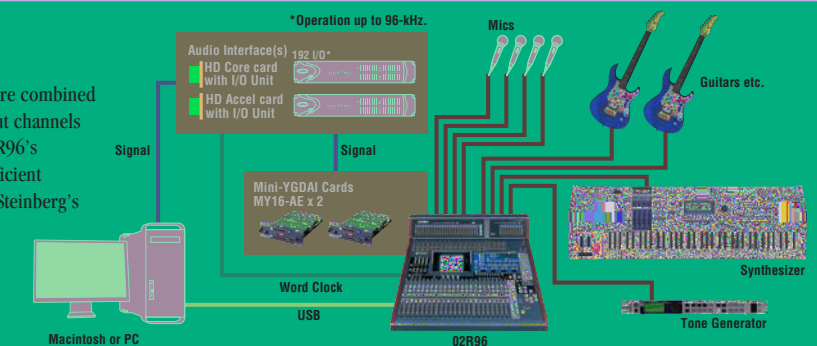 *Operation up to 96-kHz.
Mics
Audio Interface(s)
192 I/O*
HD Core card
with I/O Unit
HD Accel card
with I/O Unit
Guitars etc.
re combined
ut channels
R96's
icient
Steinberg's
Signal
Signal
Mini-YGDAI Cards
MY16-AE x 2
Synthesizer
Word Clock
USB
Tone Generator
Macintosh or PC
02R96